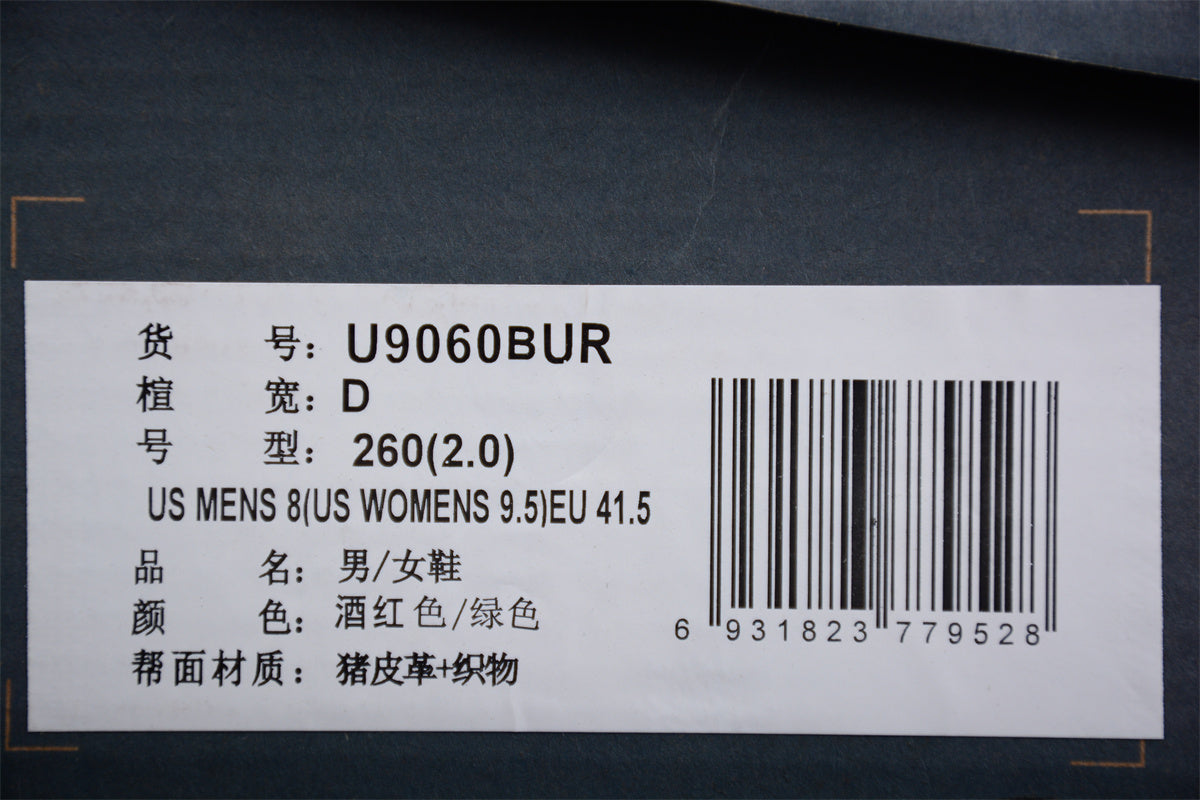 货 号：U9060BUR
楦 宽：D
号 型：260(2.0)
US MENS 8(US WOMENS 9.5)EU 41.5
品 名：男/女鞋
颜 色：酒红色/绿色
帮面材质：猪皮革+织物
6 931823 779528